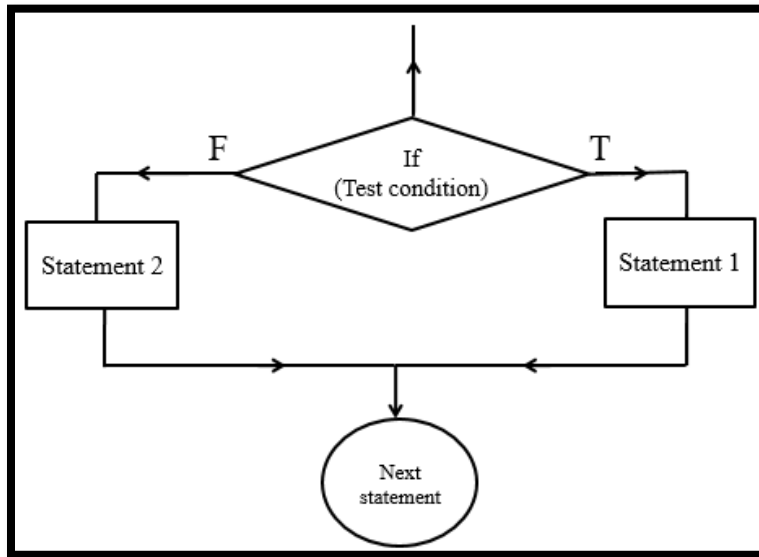 F
T
If
(Test condition)
Statement 2
Statement 1
Next
statement